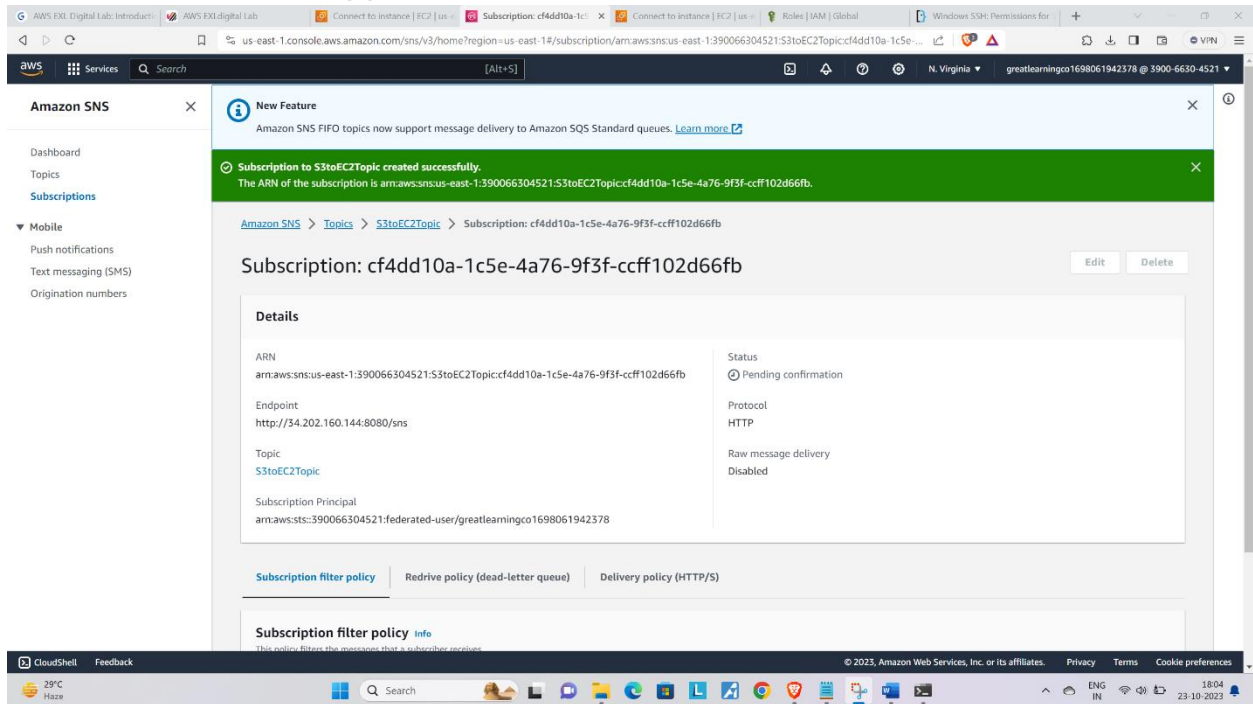 AWS EXL Digital Lab: Introducti
AWS EXLdigital Lab
Connect to instance | EC2 | us-e
Subscription: cf4dd10a-1c5
Connect to instance | EC2 | us-e
Roles | IAM | Global
Windows SSH: Permissions for
us-east-1.console.aws.amazon.com/sns/v3/home?region=us-east-1#/subscription/arn:aws:sns:us-east-1:390066304521:S3toEC2Topic:cf4dd10a-1c5e-...
VPN
aws
Services
Search
[Alt+S]
N. Virginia
greatlearningco1698061942378 @ 3900-6630-4521
Amazon SNS
Dashboard
Topics
Subscriptions
Mobile
Push notifications
Text messaging (SMS)
Origination numbers
New Feature
Amazon SNS FIFO topics now support message delivery to Amazon SQS Standard queues. Learn more
Subscription to S3toEC2Topic created successfully.
The ARN of the subscription is arn:aws:sns:us-east-1:390066304521:S3toEC2Topic:cf4dd10a-1c5e-4a76-9f3f-ccff102d66fb.
Amazon SNS > Topics > S3toEC2Topic > Subscription: cf4dd10a-1c5e-4a76-9f3f-ccff102d66fb
Subscription: cf4dd10a-1c5e-4a76-9f3f-ccff102d66fb
Edit
Delete
Details
ARN
arn:aws:sns:us-east-1:390066304521:S3toEC2Topic:cf4dd10a-1c5e-4a76-9f3f-ccff102d66fb
Endpoint
http://34.202.160.144:8080/sns
Topic
S3toEC2Topic
Subscription Principal
arn:aws:sts::390066304521:federated-user/greatlearningco1698061942378
Status
Pending confirmation
Protocol
HTTP
Raw message delivery
Disabled
Subscription filter policy
Redrive policy (dead-letter queue)
Delivery policy (HTTP/S)
Subscription filter policy Info
This policy filters the messages that a subscriber receives.
CloudShell
Feedback
© 2023, Amazon Web Services, Inc. or its affiliates.
Privacy
Terms
Cookie preferences
29°C
Haze
Search
ENG
IN
18:04
23-10-2023